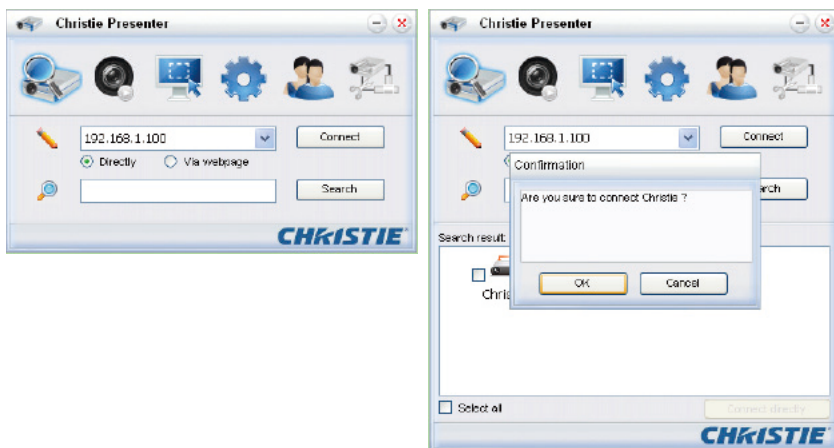 Christie Presenter
192.168.1.100
Connect
Directly
Via webpage
Search
CHRISTIE
Christie Presenter
192.168.1.100
Connect
Confirmation
Are you sure to connect Christie ?
arch
Search result:
OK
Cancel
Chris
Select all
Connect directly
CHRISTIE